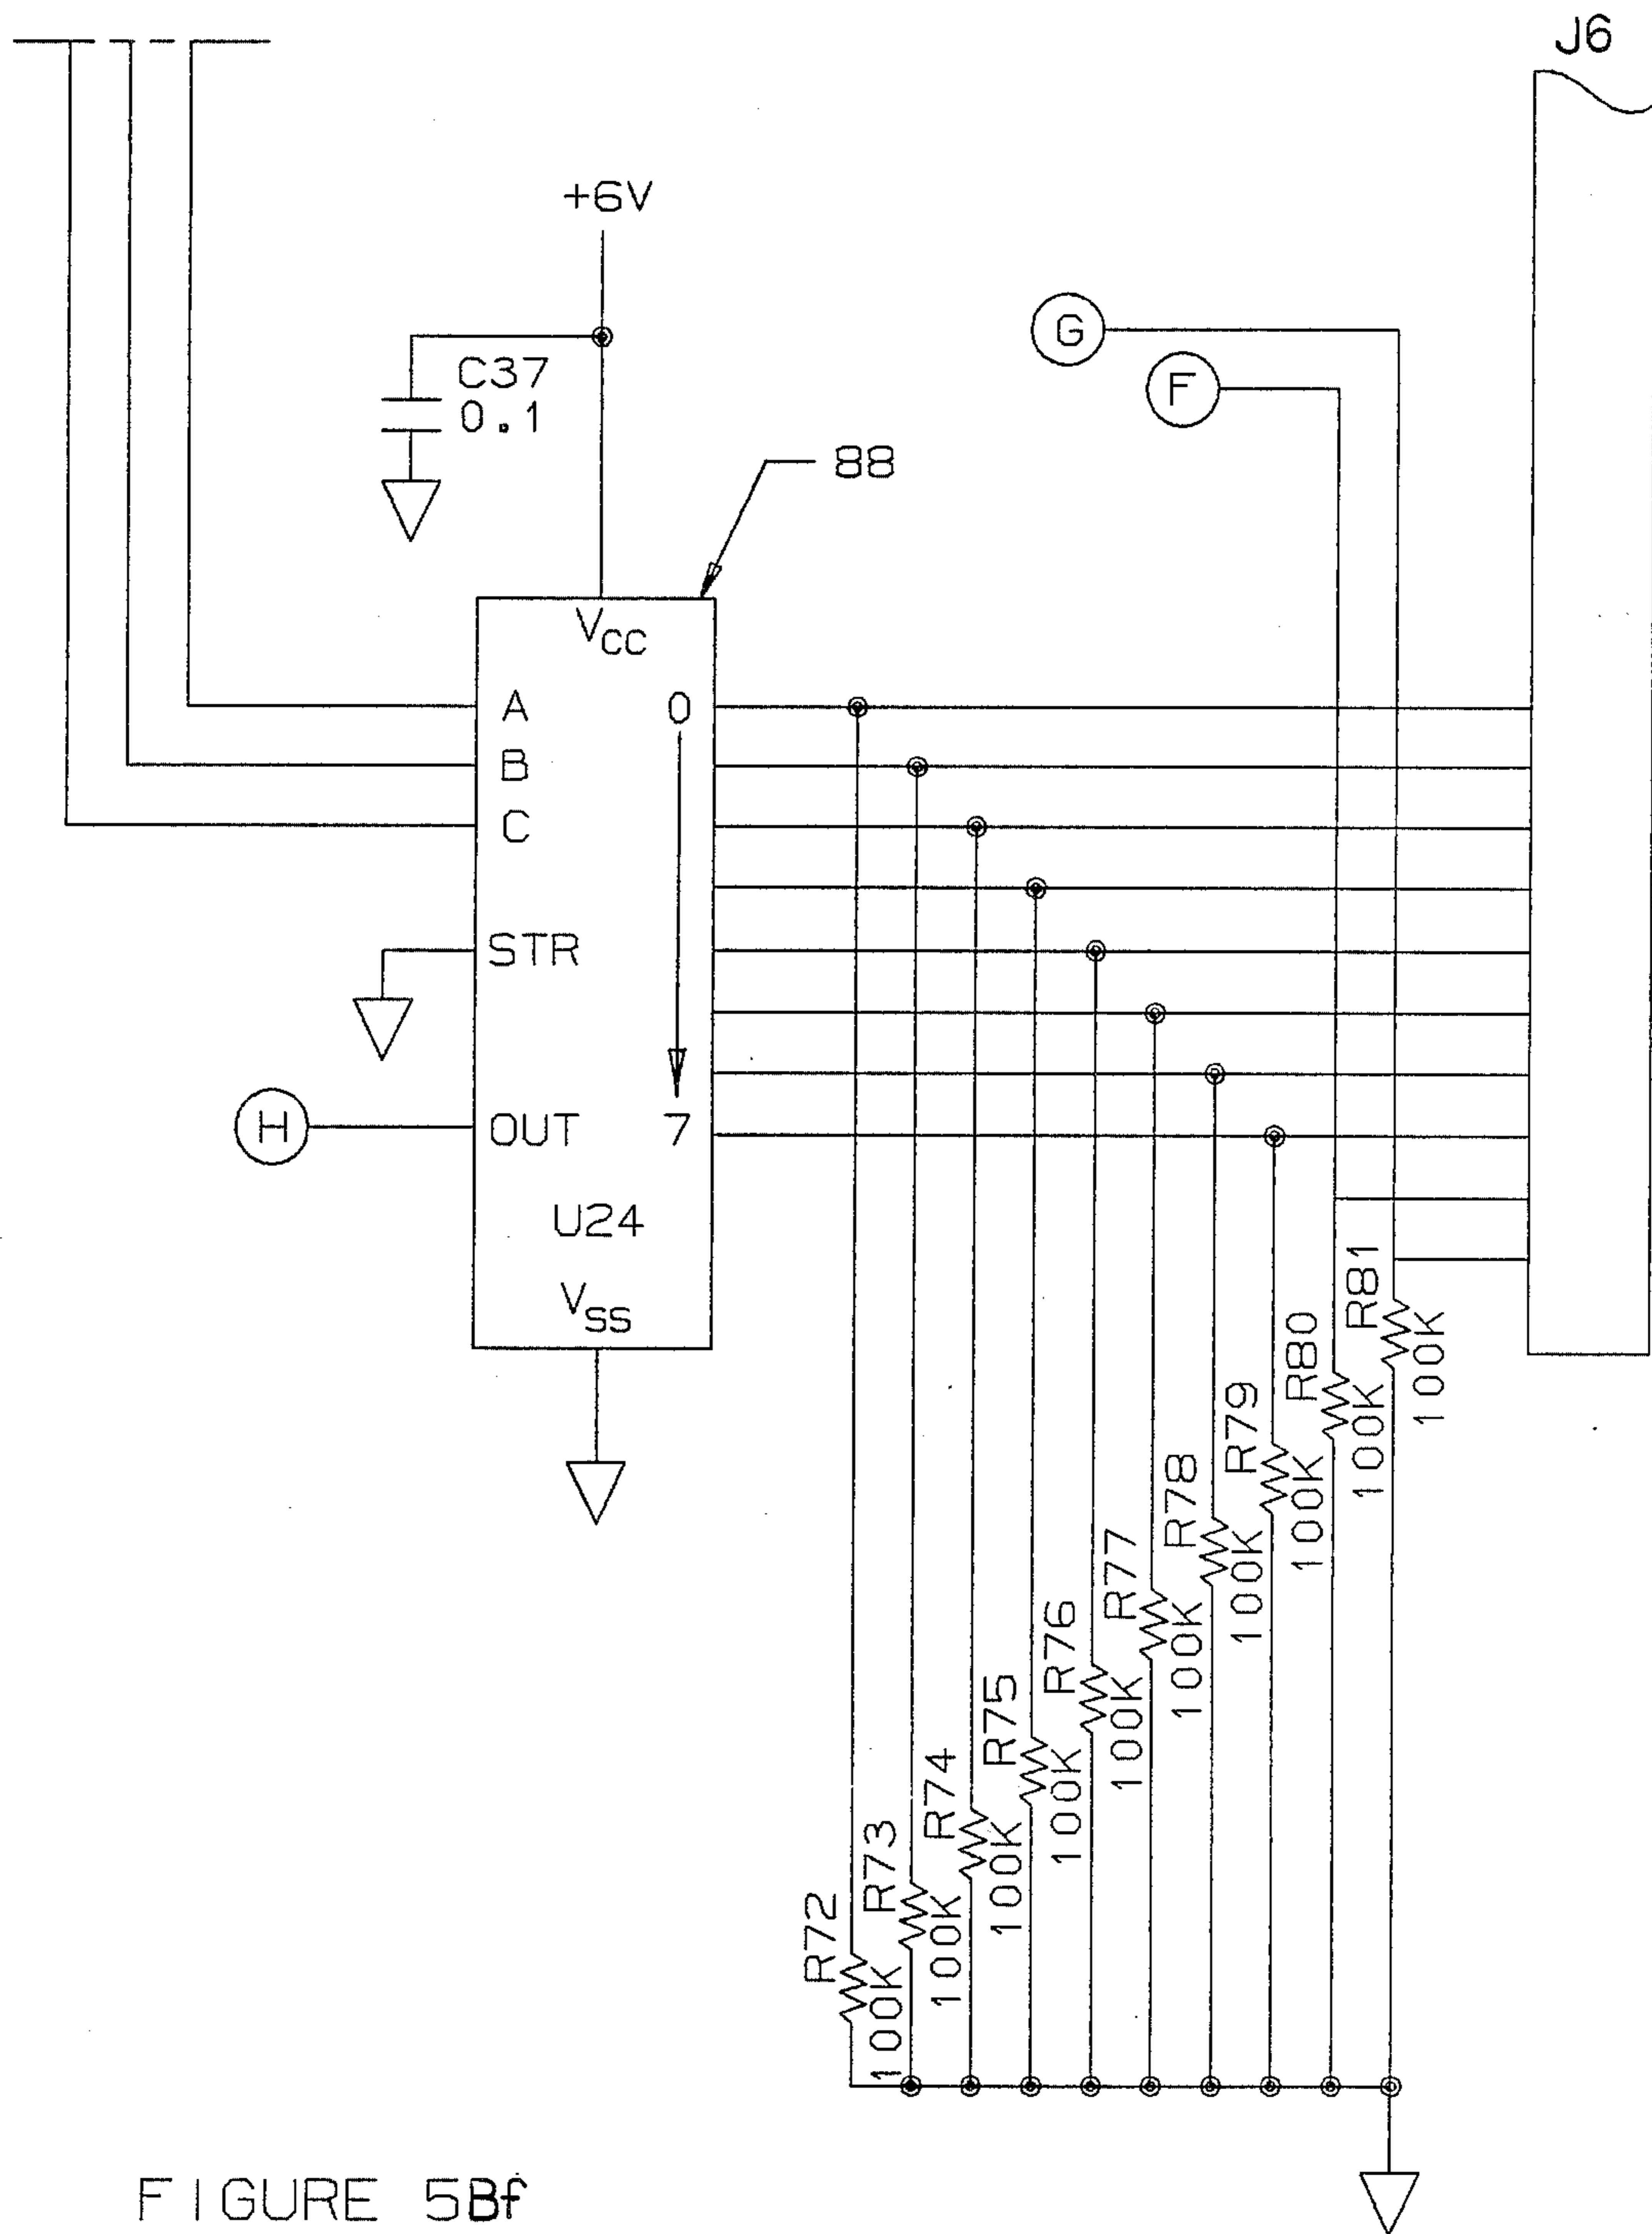 J6
+6V
G
F
C37
0.1
88
VCC
A 0
B
C
STR
H
OUT 7
U24
VSS
R81
100K
R80
100K
R79
100K
R78
100K
R77
100K
R76
100K
R75
100K
R74
100K
R73
100K
R72
100K
FIGURE 5Bf